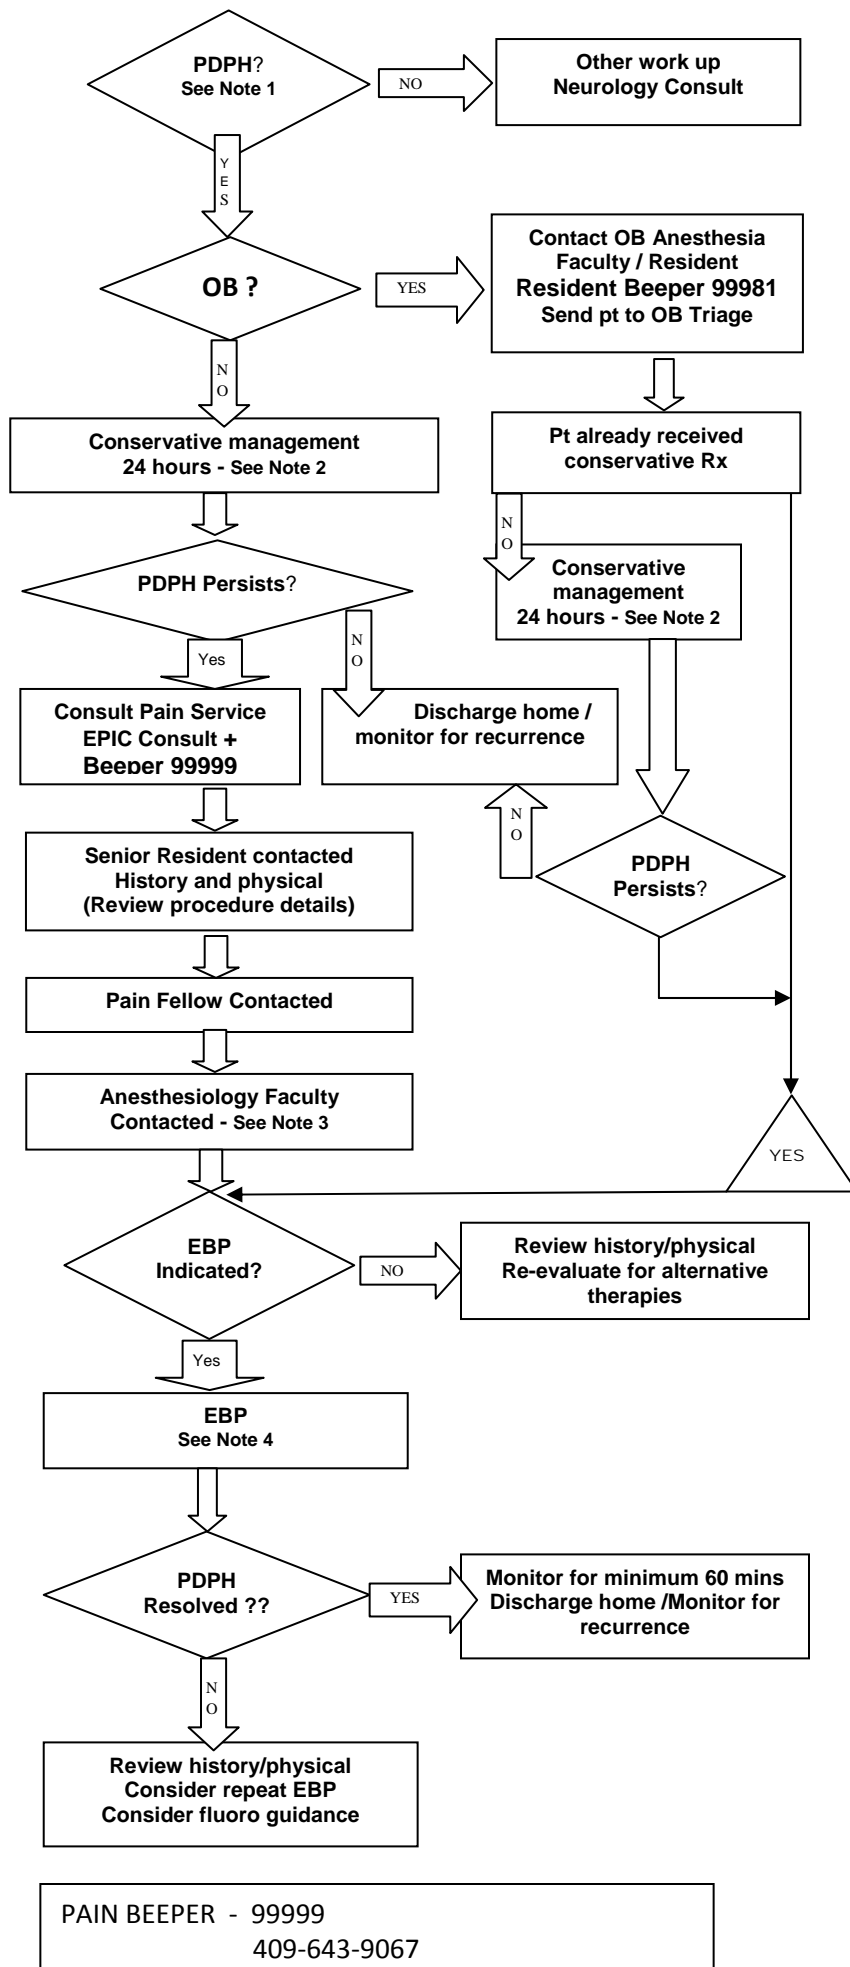 PDPH?
See Note 1
NO
Other work up
Neurology Consult
YES
OB ?
YES
Contact OB Anesthesia
Faculty / Resident
Resident Beeper 99981
Send pt to OB Triage
NO
Conservative management
24 hours - See Note 2
Pt already received
conservative Rx
NO
Conservative
management
24 hours - See Note 2
PDPH Persists?
Yes
NO
Consult Pain Service
EPIC Consult +
Beeper 99999
Discharge home /
monitor for recurrence
NO
PDPH
Persists?
Senior Resident contacted
History and physical
(Review procedure details)
Pain Fellow Contacted
Anesthesiology Faculty
Contacted - See Note 3
YES
EBP
Indicated?
NO
Review history/physical
Re-evaluate for alternative
therapies
Yes
EBP
See Note 4
PDPH
Resolved ??
YES
Monitor for minimum 60 mins
Discharge home /Monitor for
recurrence
NO
Review history/physical
Consider repeat EBP
Consider fluoro guidance
PAIN BEEPER - 99999
409-643-9067